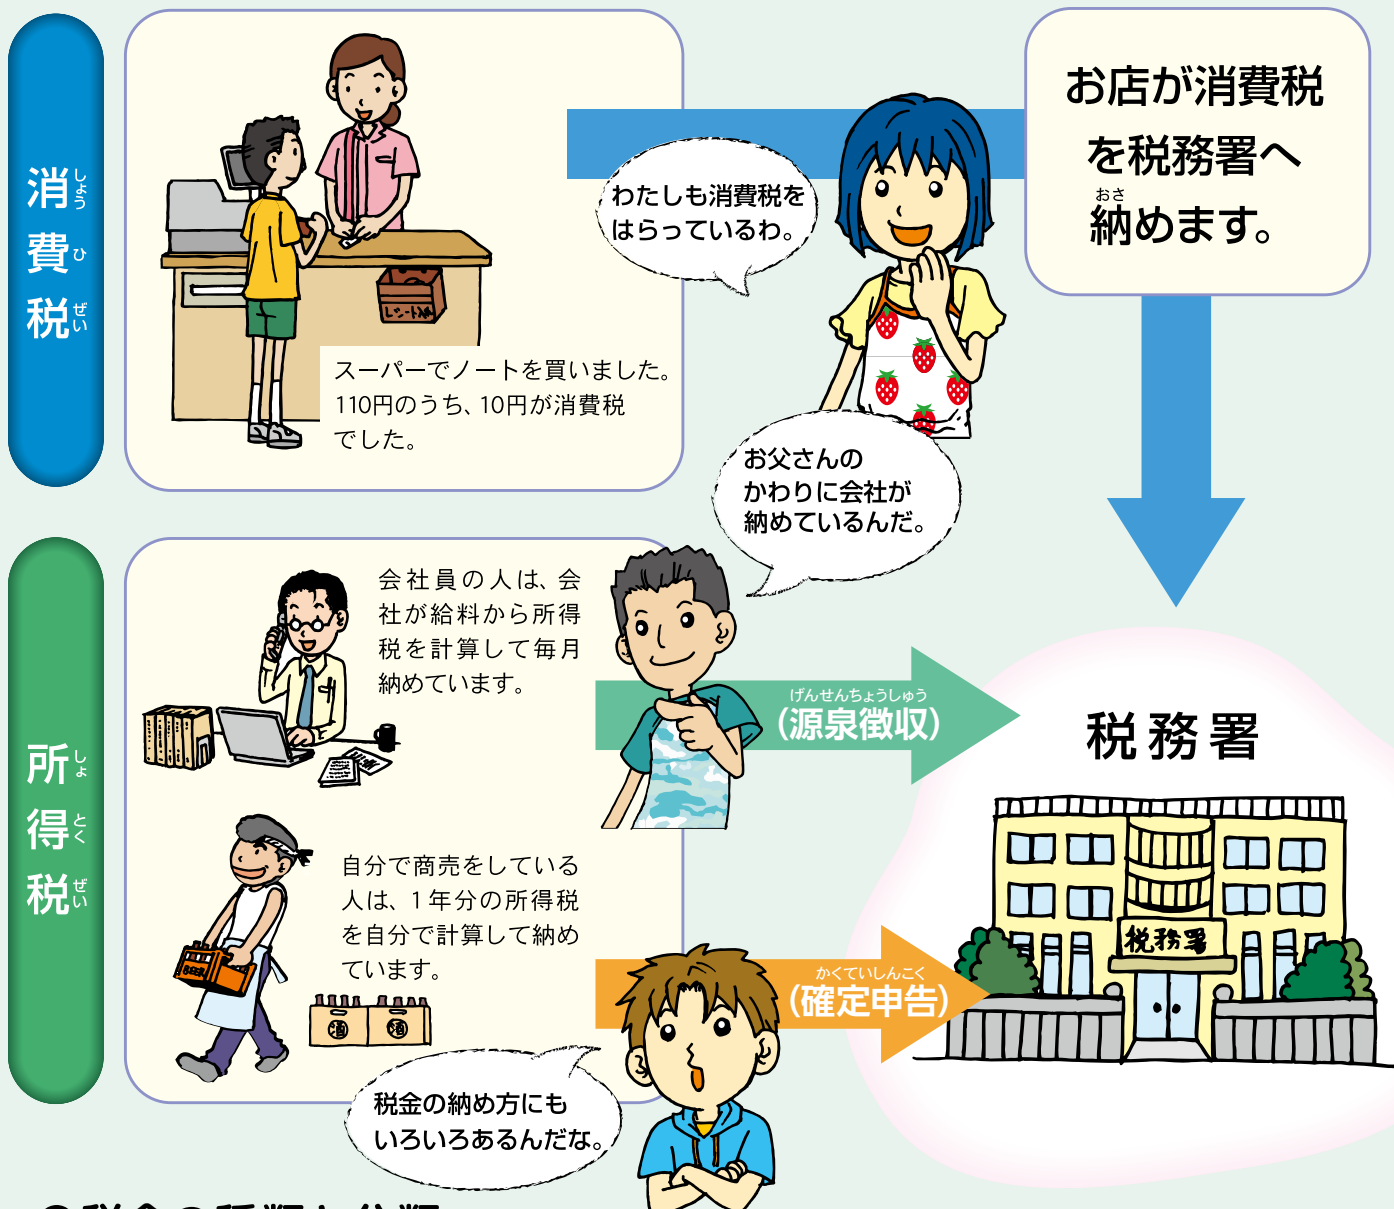 消費税
しょうひぜい
スーパーでノートを買いました。
110円のうち、10円が消費税
でした。
わたしも消費税を
はらっているわ。
お店が消費税
を税務署へ
おさ
納めます。
お父さんの
かわりに会社が
納めているんだ。
所得税
しょとくぜい
会社員の人は、会
社が給料から所得
税を計算して毎月
納めています。
げんせんちょうしゅう
(源泉徴収)
税務署
税務署
自分で商売をしている
人は、1年分の所得税
を自分で計算して納め
ています。
BEER
酒
酒
かくていしんこく
(確定申告)
税金の納め方にも
いろいろあるんだな。